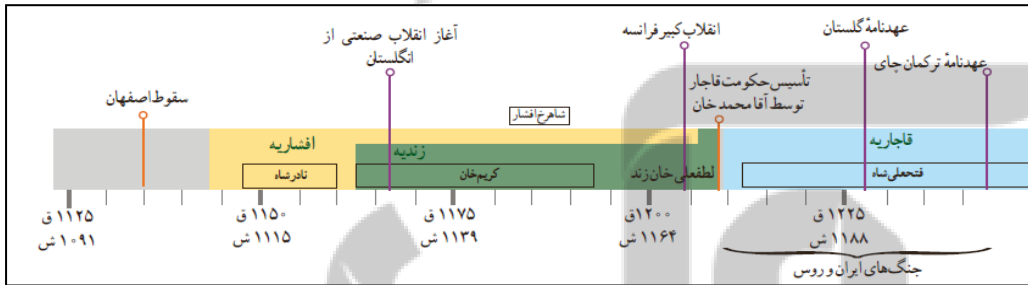 عهدنامهٔ گلستان
انقلاب کبیر فرانسه
آغاز انقلاب صنعتی از
انگلستان
عهدنامهٔ ترکمان چای
تأسیس حکومت قاجار
توسط آقا محمد خان
سقوط اصفهان
شاهرخ افشار
قاجاریه
افشاریه
زندیه
فتحعلی شاه
لطفعلی خان زند
کریم خان
نادرشاه
۱۱۲۵ ق
۱۰۹۱ ش
۱۱۵۰ ق
۱۱۱۵ ش
۱۱۷۵ ق
۱۱۳۹ ش
۱۲۰۰ ق
۱۱۶۴ ش
۱۲۲۵ ق
۱۱۸۸ ش
جنگ‌های ایران و روس